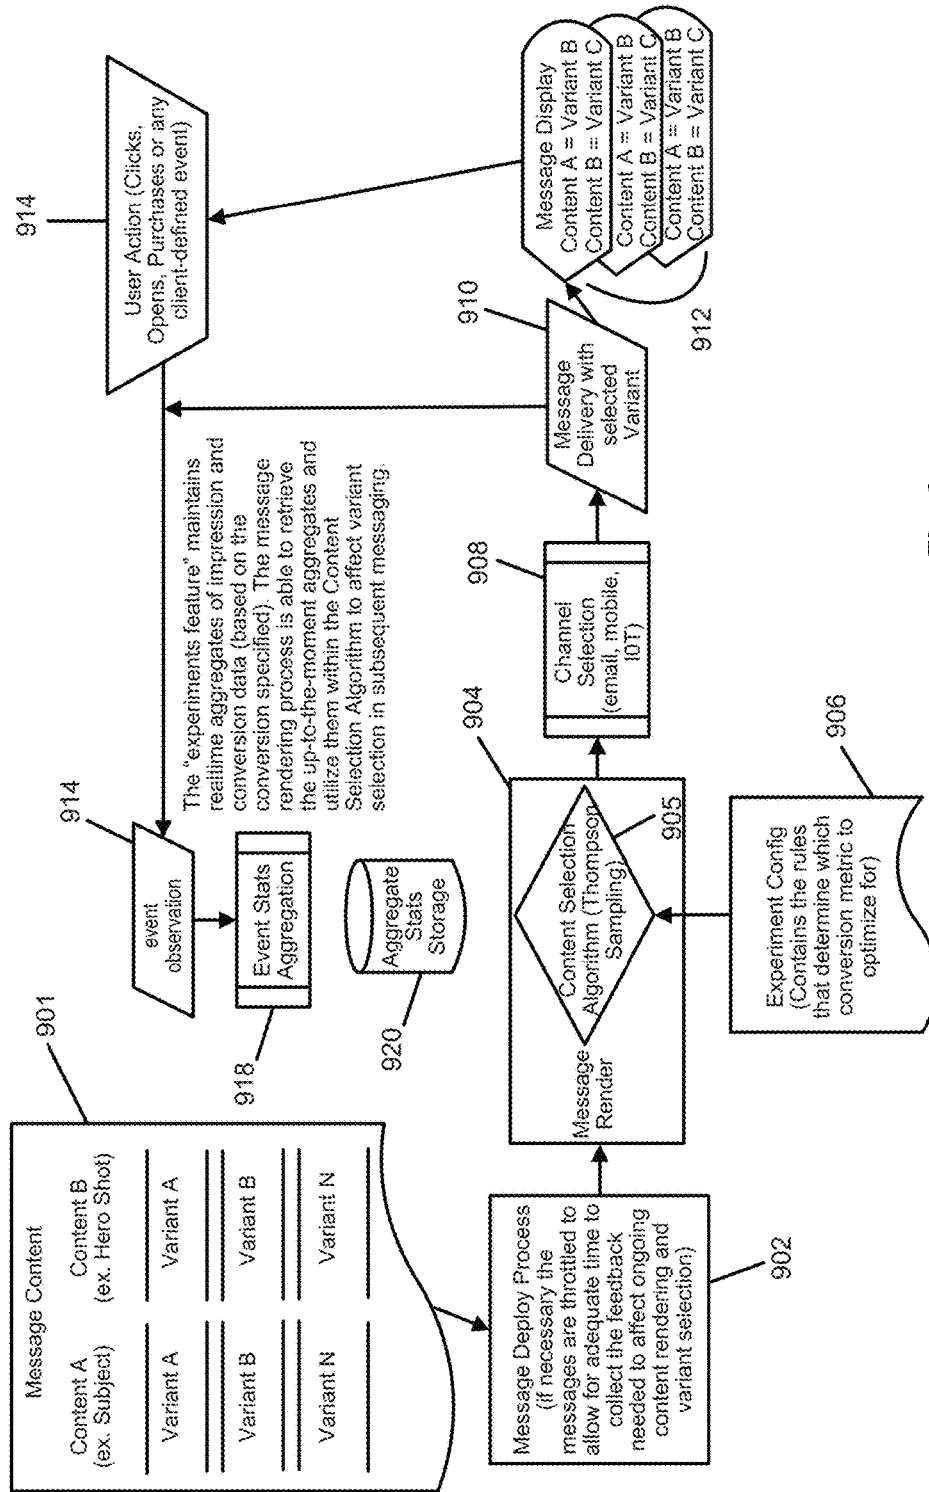 Message Content
Content A
(ex. Subject)
Content B
(ex. Hero Shot)
Variant A
Variant A
Variant B
Variant B
Variant N
Variant N
901
Message Deploy Process
(if necessary the
messages are throttled to
allow for adequate time to
collect the feedback
needed to affect ongoing
content rendering and
variant selection)
902
event
observation
914
Event Stats
Aggregation
918
Aggregate
Stats
Storage
920
Message
Render
Content Selection
Algorithm (Thompson
Sampling)
904
905
Experiment Config
(Contains the rules
that determine which
conversion metric to
optimize for)
906
The "experiments feature" maintains
realtime aggregates of impression and
conversion data (based on the
conversion specified). The message
rendering process is able to retrieve
the up-to-the-moment aggregates and
utilize them within the Content
Selection Algorithm to affect variant
selection in subsequent messaging.
Channel
Selection
(email, mobile,
IOT)
908
Message
Delivery with
selected
Variant
910
User Action (Clicks,
Opens, Purchases or any
client-defined event)
914
Message Display
Content A = Variant B
Content B = Variant C
Content A = Variant B
Content B = Variant C
Content A = Variant B
Content B = Variant C
912